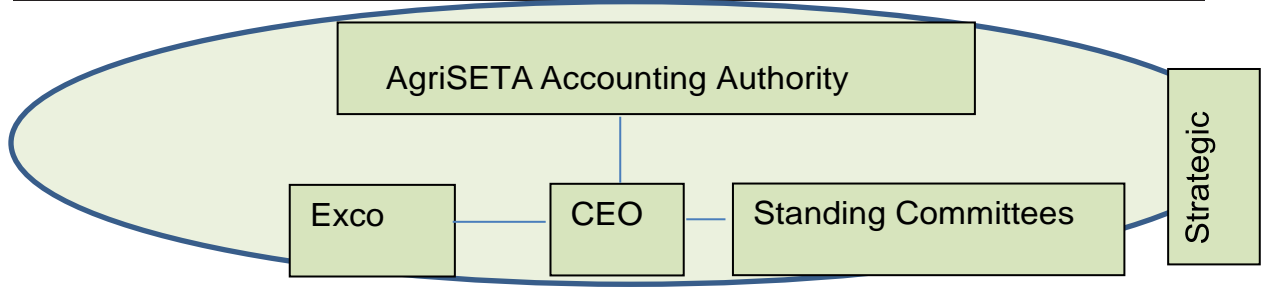 AgriSETA Accounting Authority
Exco
CEO
Standing Committees
Strategic